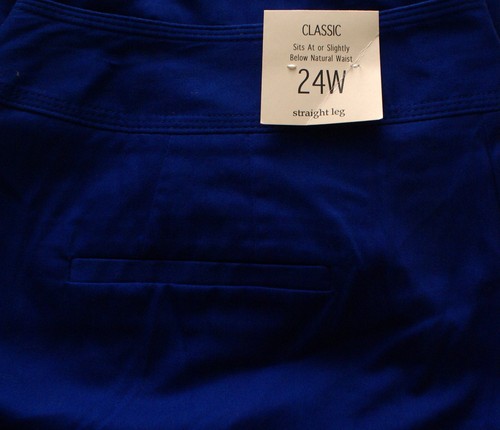 CLASSIC
Sits At or Slightly
Below Natural Waist
24W
straight leg